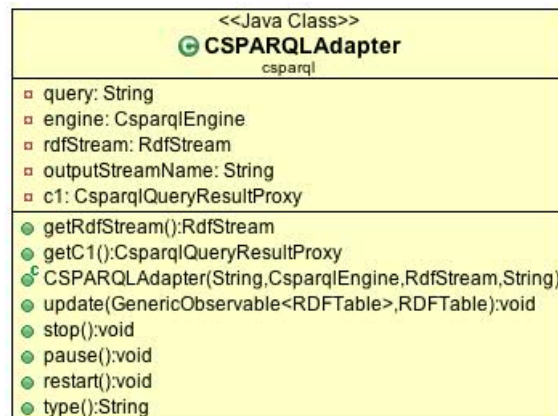 <<Java Class>>
CSPARQLAdapter
csparql
query: String
engine: CsparqlEngine
rdfStream: RdfStream
outputStreamName: String
c1: CsparqlQueryResultProxy
getRdfStream():RdfStream
getC1():CsparqlQueryResultProxy
CSPARQLAdapter(String,CsparqlEngine,RdfStream,String)
update(GenericObservable<RDFTable>,RDFTable):void
stop():void
pause():void
restart():void
type():String